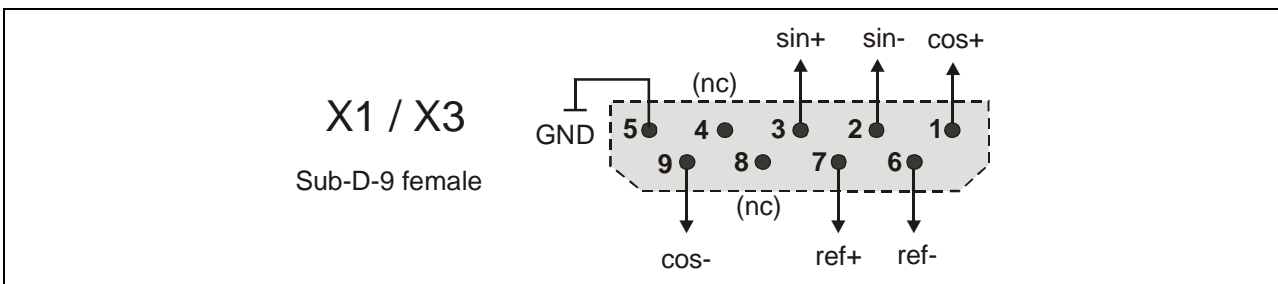 sin+ sin- cos+
(nc)
X1 / X3
GND
5 4 3 2 1
9 8 7 6
Sub-D-9 female
(nc)
cos- ref+ ref-